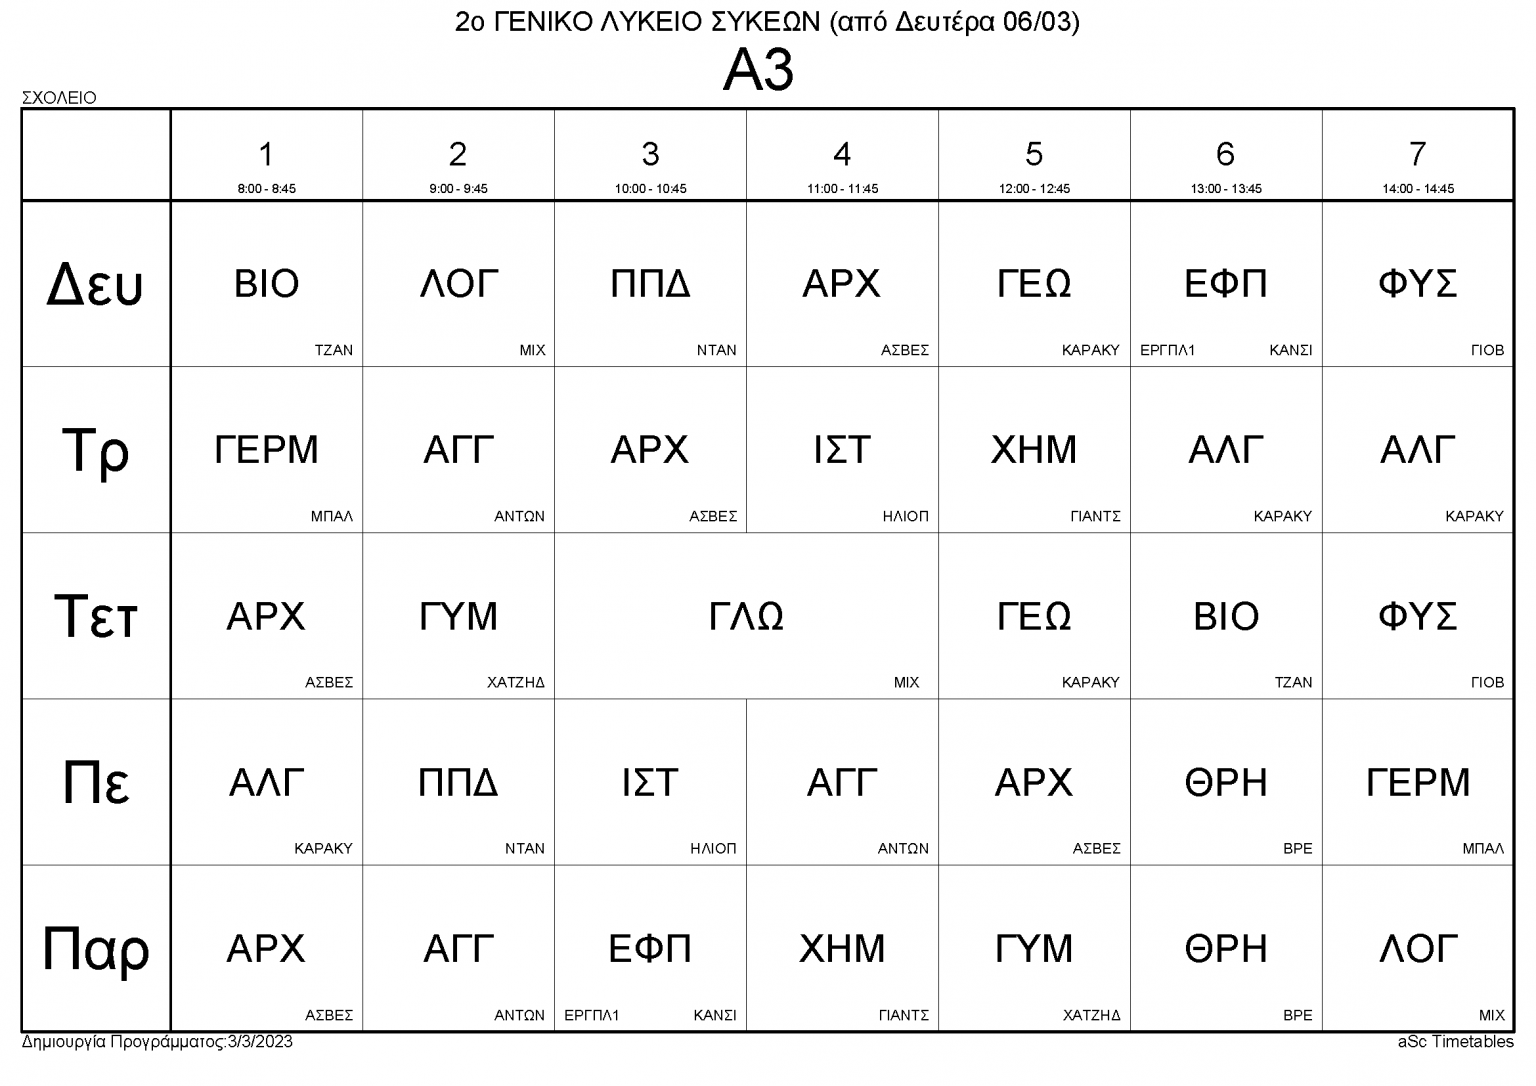 2ο ΓΕΝΙΚΟ ΛΥΚΕΙΟ ΣΥΚΕΩΝ (από Δευτέρα 06/03)
Α3
ΣΧΟΛΕΙΟ
1 2 3 4 5 6 7
8:00 - 8:45 9:00 - 9:45 10:00 - 10:45 11:00 - 11:45 12:00 - 12:45 13:00 - 13:45 14:00 - 14:45
Δευ ΒΙΟ ΛΟΓ ΠΠΔ ΑΡΧ ΓΕΩ ΕΦΠ ΦΥΣ
ΤΖΑΝ ΜΙΧ ΝΤΑΝ ΑΣΒΕΣ ΚΑΡΑΚΥ ΕΡΓΠΛ1 ΚΑΝΣΙ ΓΙΟΒ
Τρ ΓΕΡΜ ΑΓΓ ΑΡΧ ΙΣΤ ΧΗΜ ΑΛΓ ΑΛΓ
ΜΠΑΛ ΑΝΤΩΝ ΑΣΒΕΣ ΗΛΙΟΠ ΓΙΑΝΤΣ ΚΑΡΑΚΥ ΚΑΡΑΚΥ
Τετ ΑΡΧ ΓΥΜ ΓΛΩ ΓΕΩ ΒΙΟ ΦΥΣ
ΑΣΒΕΣ ΧΑΤΖΗΔ ΜΙΧ ΚΑΡΑΚΥ ΤΖΑΝ ΓΙΟΒ
Πε ΑΛΓ ΠΠΔ ΙΣΤ ΑΓΓ ΑΡΧ ΘΡΗ ΓΕΡΜ
ΚΑΡΑΚΥ ΝΤΑΝ ΗΛΙΟΠ ΑΝΤΩΝ ΑΣΒΕΣ ΒΡΕ ΜΠΑΛ
Παρ ΑΡΧ ΑΓΓ ΕΦΠ ΧΗΜ ΓΥΜ ΘΡΗ ΛΟΓ
ΑΣΒΕΣ ΑΝΤΩΝ ΕΡΓΠΛ1 ΚΑΝΣΙ ΓΙΑΝΤΣ ΧΑΤΖΗΔ ΒΡΕ ΜΙΧ
Δημιουργία Προγράμματος:3/3/2023 aSc Timetables